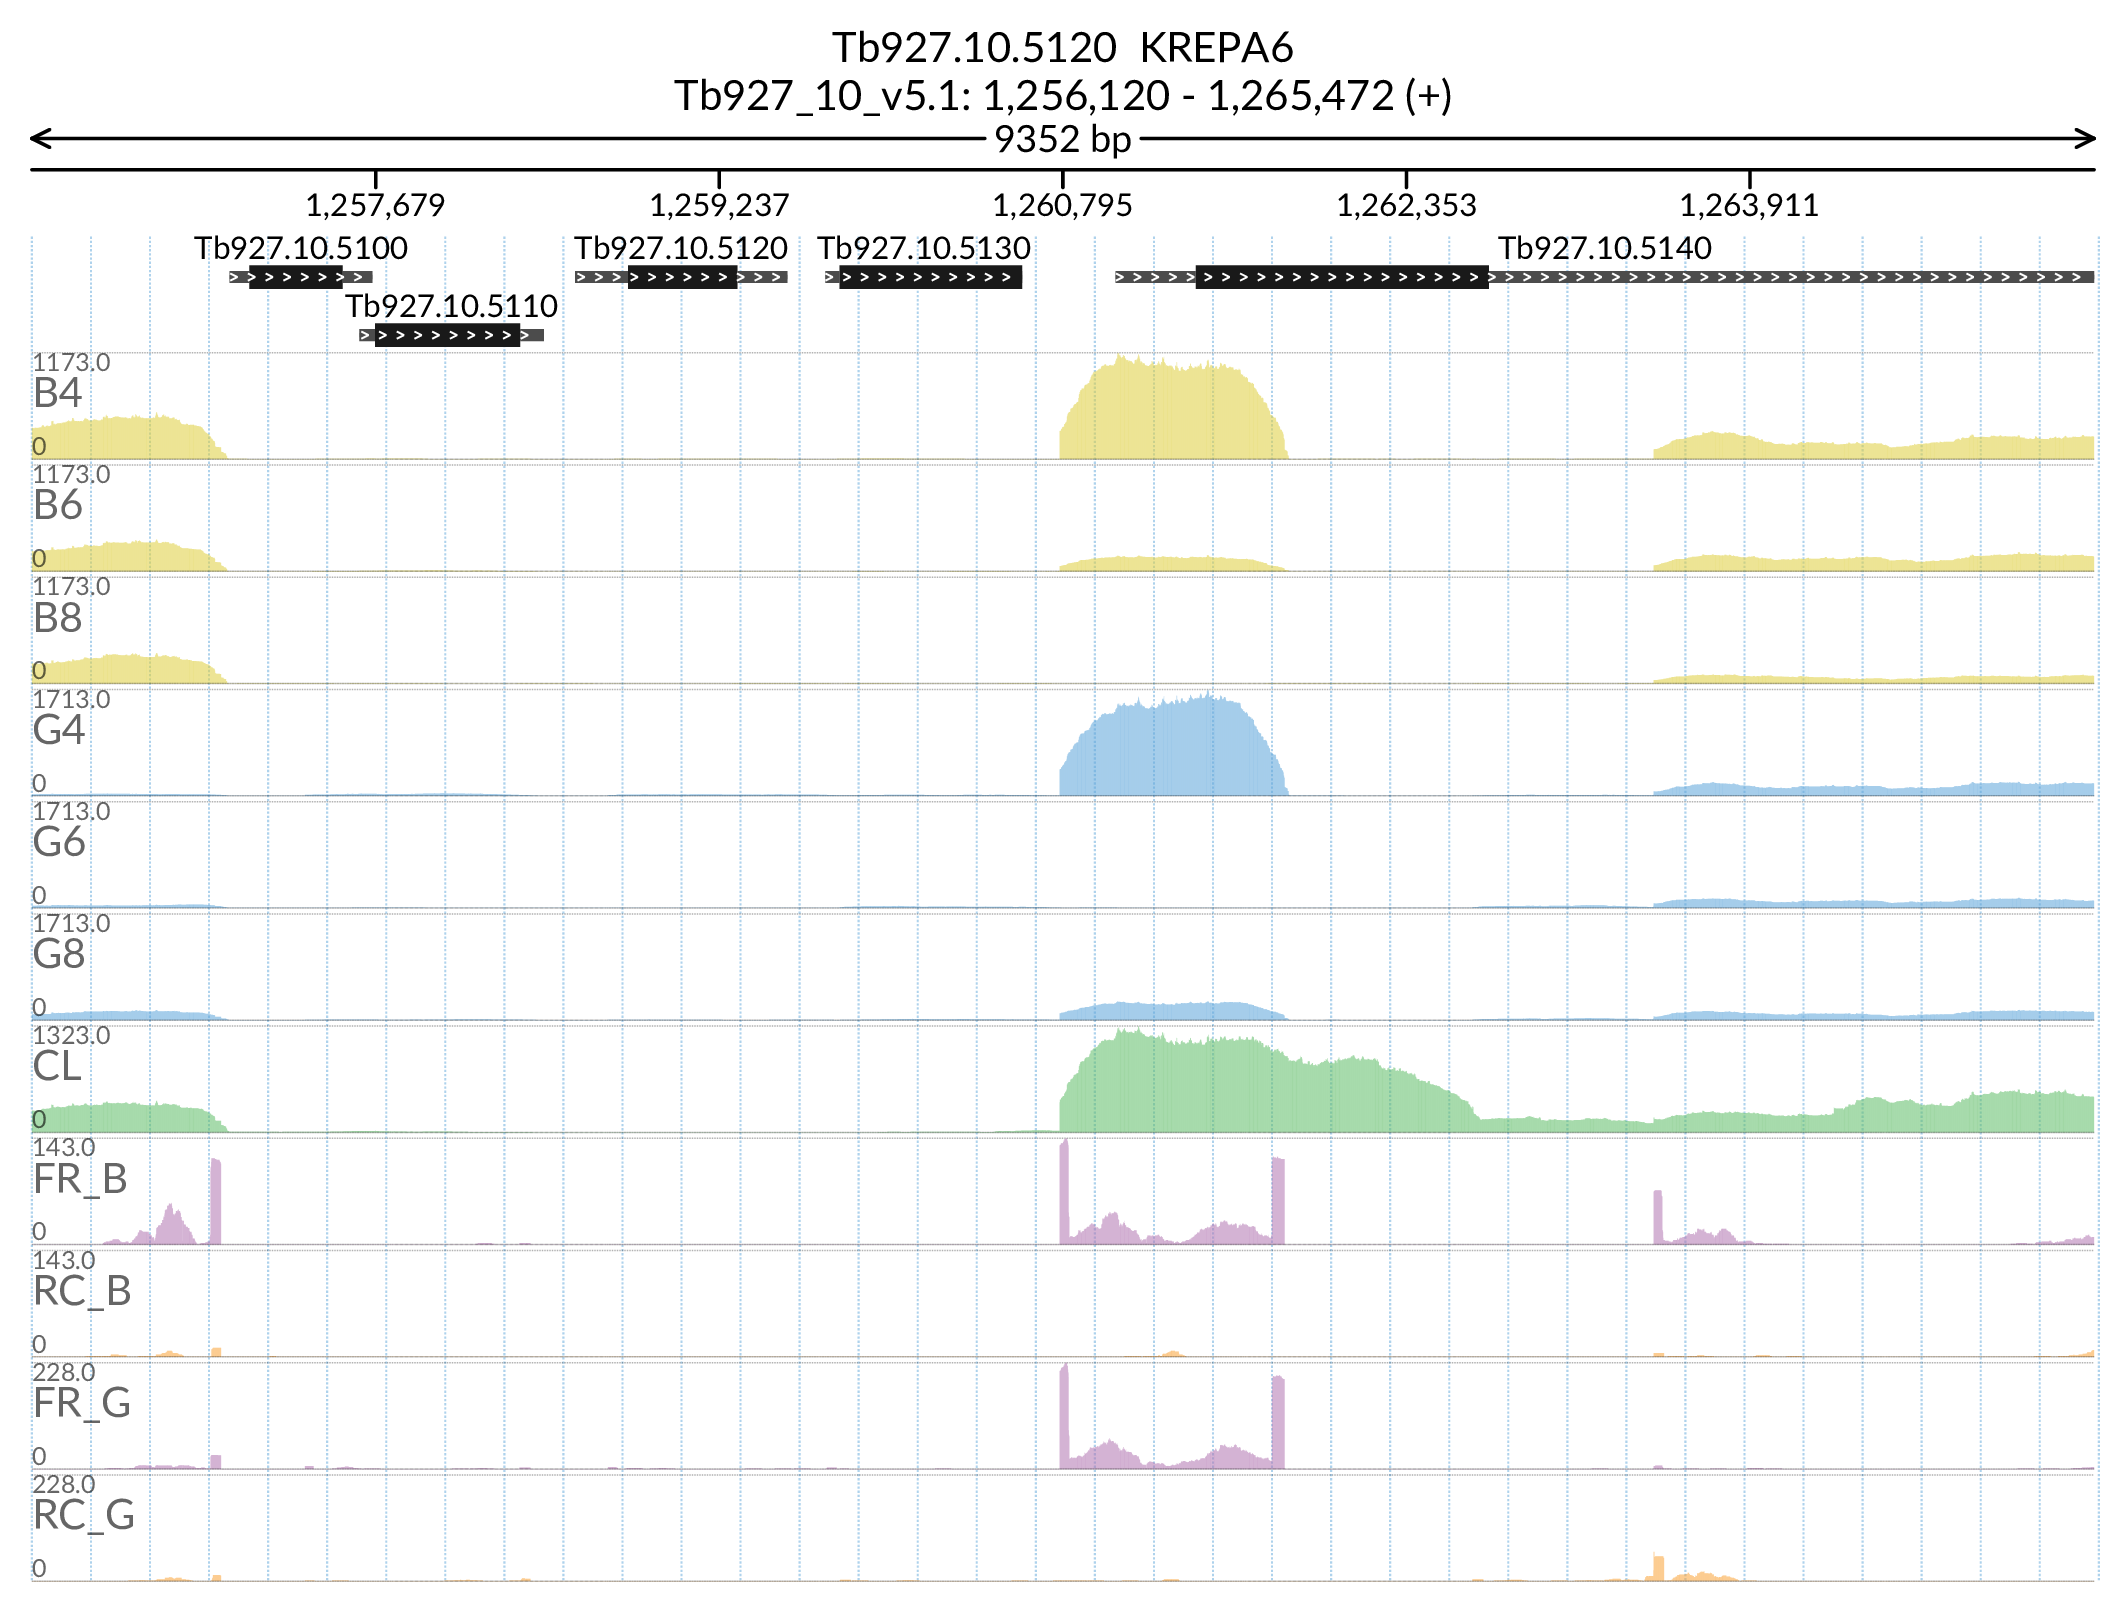 Tb927.10.5120  KREPA6
Tb927_10_v5.1: 1,256,120 - 1,265,472 (+)
9352 bp
1,257,679 1,259,237 1,260,795 1,262,353 1,263,911
Tb927.10.5100 Tb927.10.5120 Tb927.10.5130 Tb927.10.5140
Tb927.10.5110
1173.0
B4
0
1173.0
B6
0
1173.0
B8
0
1713.0
G4
0
1713.0
G6
0
1713.0
G8
0
1323.0
CL
0
143.0
FR_B
0
143.0
RC_B
0
228.0
FR_G
0
228.0
RC_G
0